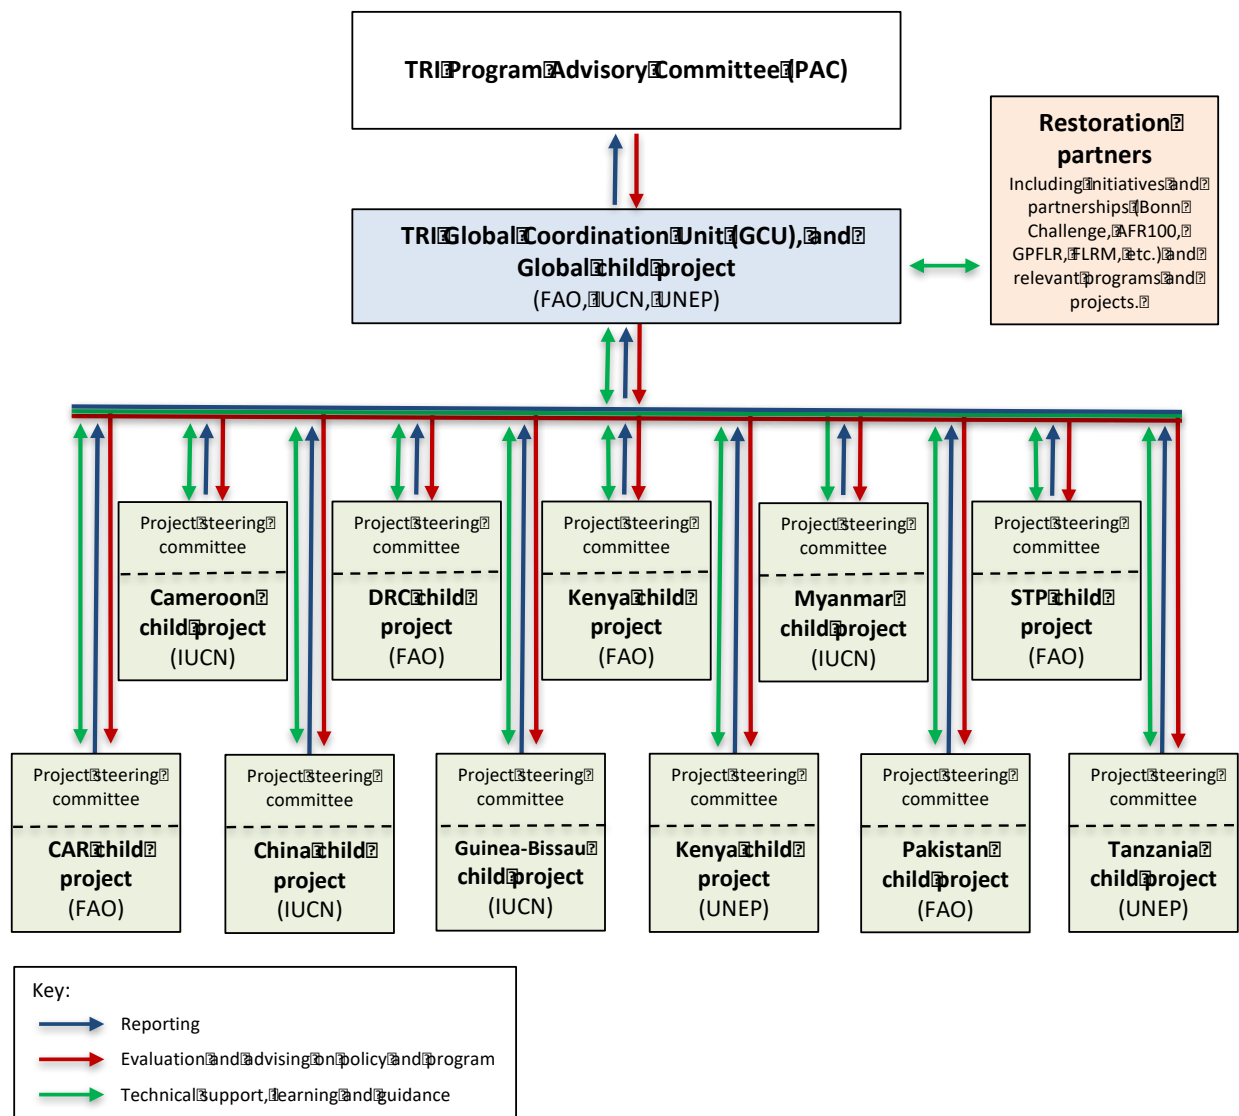 TRI Program Advisory Committee (PAC)
Restoration
partners
Including initiatives and
partnerships (Bonn
Challenge, AFR100,
GPFLR, FLRM, etc.) and
relevant programs and
projects.
TRI Global Coordination Unit (GCU), and
Global child project
(FAO, IUCN, UNEP)
Project steering
committee
Cameroon
child project
(IUCN)
Project steering
committee
DRC child
project
(FAO)
Project steering
committee
Kenya child
project
(FAO)
Project steering
committee
Myanmar
child project
(IUCN)
Project steering
committee
STP child
project
(FAO)
Project steering
committee
CAR child
project
(FAO)
Project steering
committee
China child
project
(IUCN)
Project steering
committee
Guinea-Bissau
child project
(IUCN)
Project steering
committee
Kenya child
project
(UNEP)
Project steering
committee
Pakistan
child project
(FAO)
Project steering
committee
Tanzania
child project
(UNEP)
Key:
Reporting
Evaluation and advising on policy and program
Technical support, learning and guidance